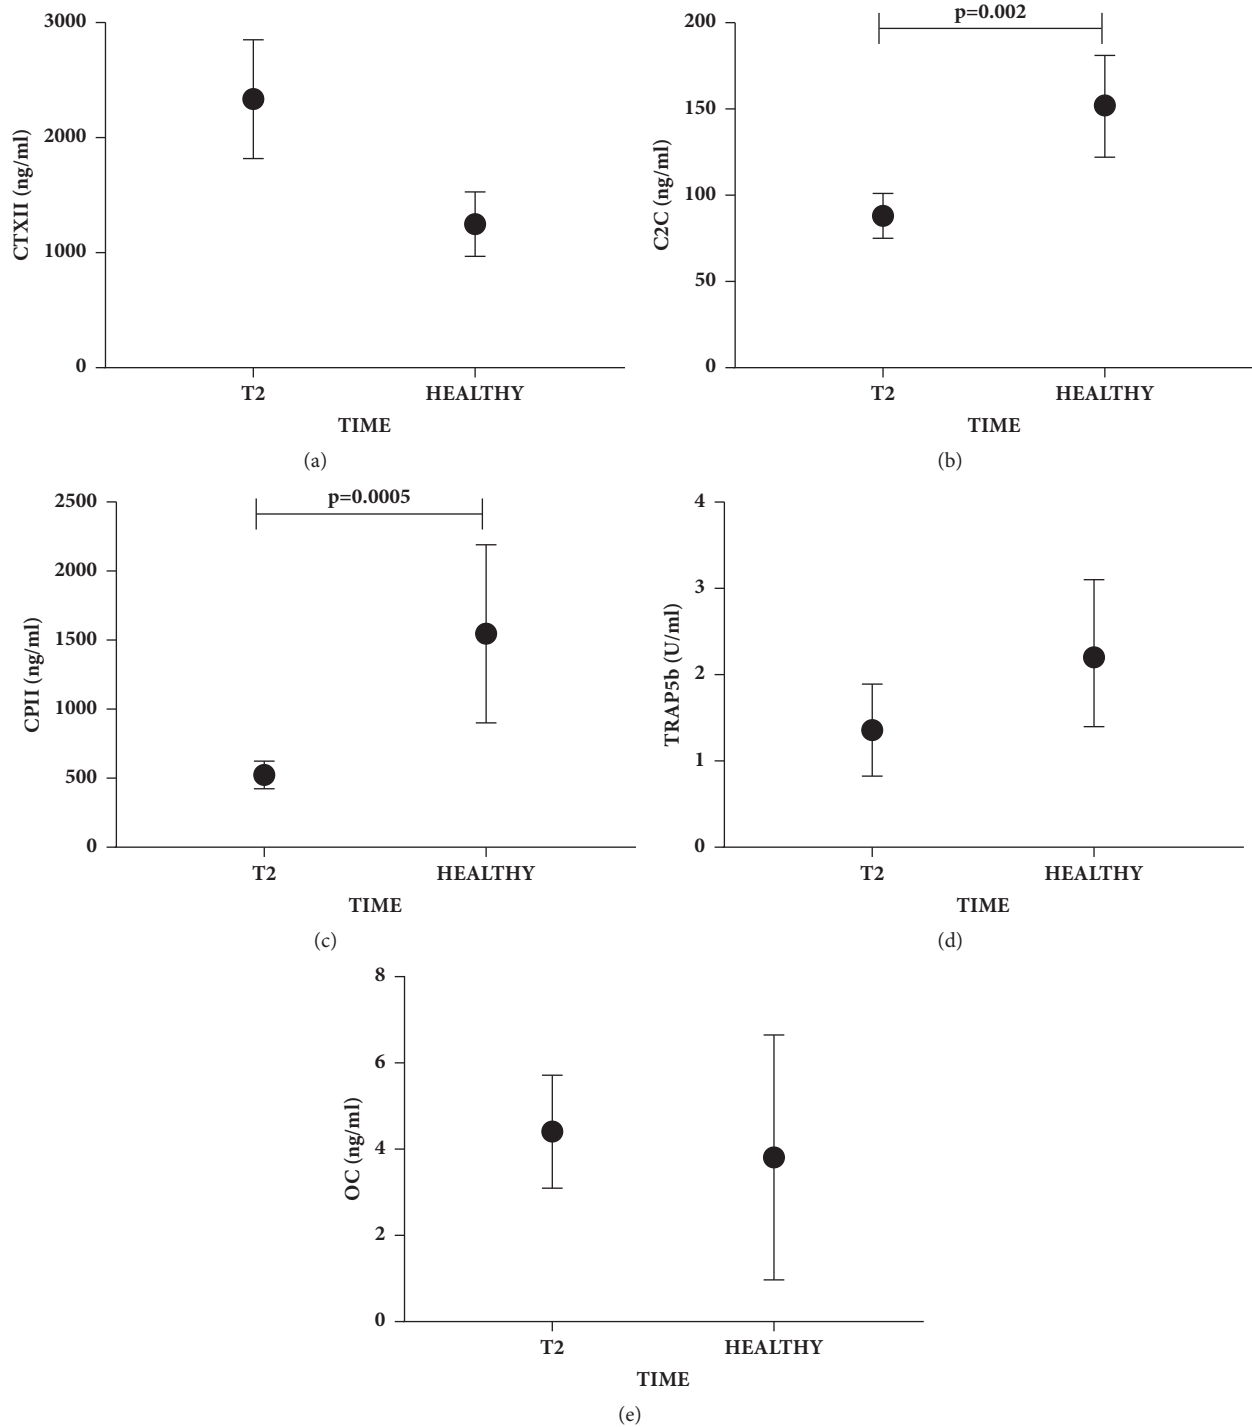 3000
2000
1000
0
CTXII (ng/ml)
T2
HEALTHY
TIME
(a)
p=0.002
200
150
100
50
0
C2C (ng/ml)
T2
HEALTHY
TIME
(b)
p=0.0005
2500
2000
1500
1000
500
0
CPII (ng/ml)
T2
HEALTHY
TIME
(c)
4
3
2
1
0
TRAP5b (U/ml)
T2
HEALTHY
TIME
(d)
8
6
4
2
0
OC (ng/ml)
T2
HEALTHY
TIME
(e)